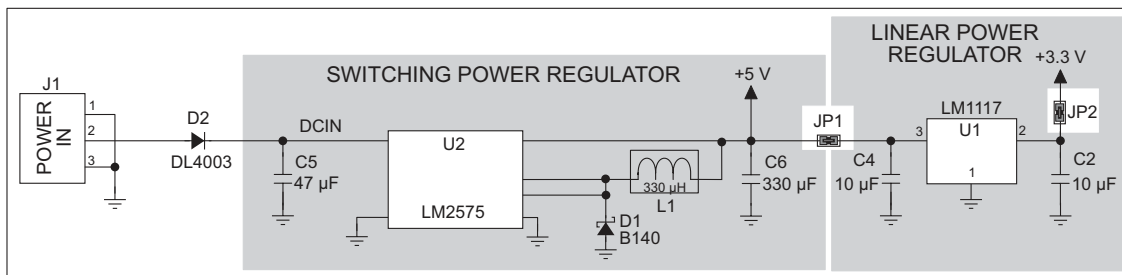 J1
POWER IN
1
2
3
D2
DL4003
SWITCHING POWER REGULATOR
DCIN
C5
47 µF
U2
LM2575
330 µH
L1
D1
B140
+5 V
C6
330 µF
JP1
LINEAR POWER
REGULATOR
+3.3 V
JP2
C4
10 µF
LM1117
3
U1
2
1
C2
10 µF